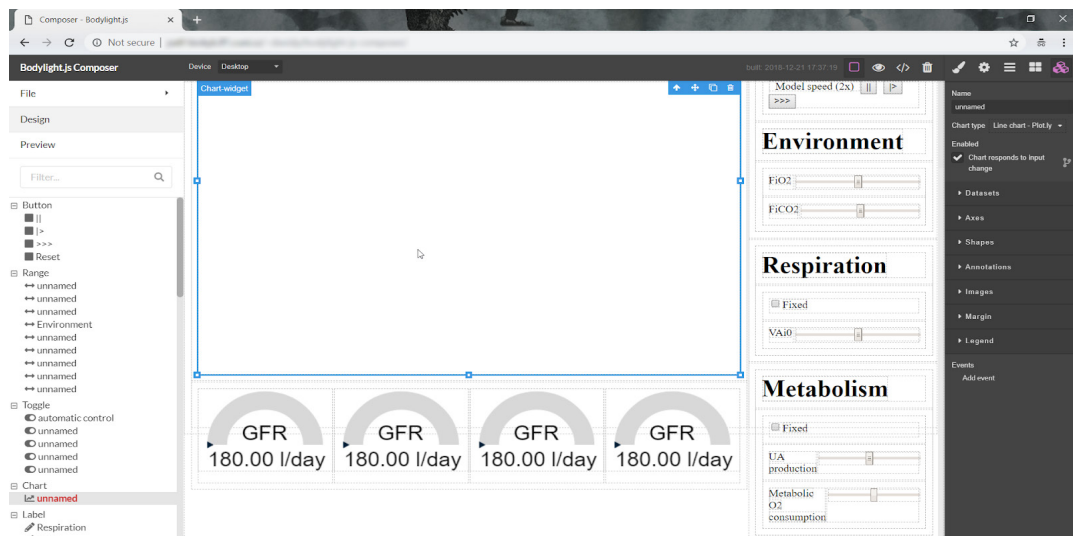 Composer - Bodylight.js
Not secure
Bodylight.js Composer
Device Desktop
built: 2018-12-21 17:37:19
File
Design
Preview
Filter...
Button
||
|>
>>>
Reset
Range
unnamed
unnamed
unnamed
Environment
unnamed
unnamed
unnamed
unnamed
unnamed
Toggle
automatic control
unnamed
unnamed
unnamed
unnamed
Chart
unnamed
Label
Respiration
Chart-widget
GFR
180.00 l/day
GFR
180.00 l/day
GFR
180.00 l/day
GFR
180.00 l/day
Model speed (2x) || |>
>>>
Environment
FiO2
FiCO2
Respiration
Fixed
VAi0
Metabolism
Fixed
UA
production
Metabolic
O2
consumption
Name
unnamed
Chart type Line chart - Plot.ly
Enabled
Chart responds to input
change
Datasets
Axes
Shapes
Annotations
Images
Margin
Legend
Events
Add event